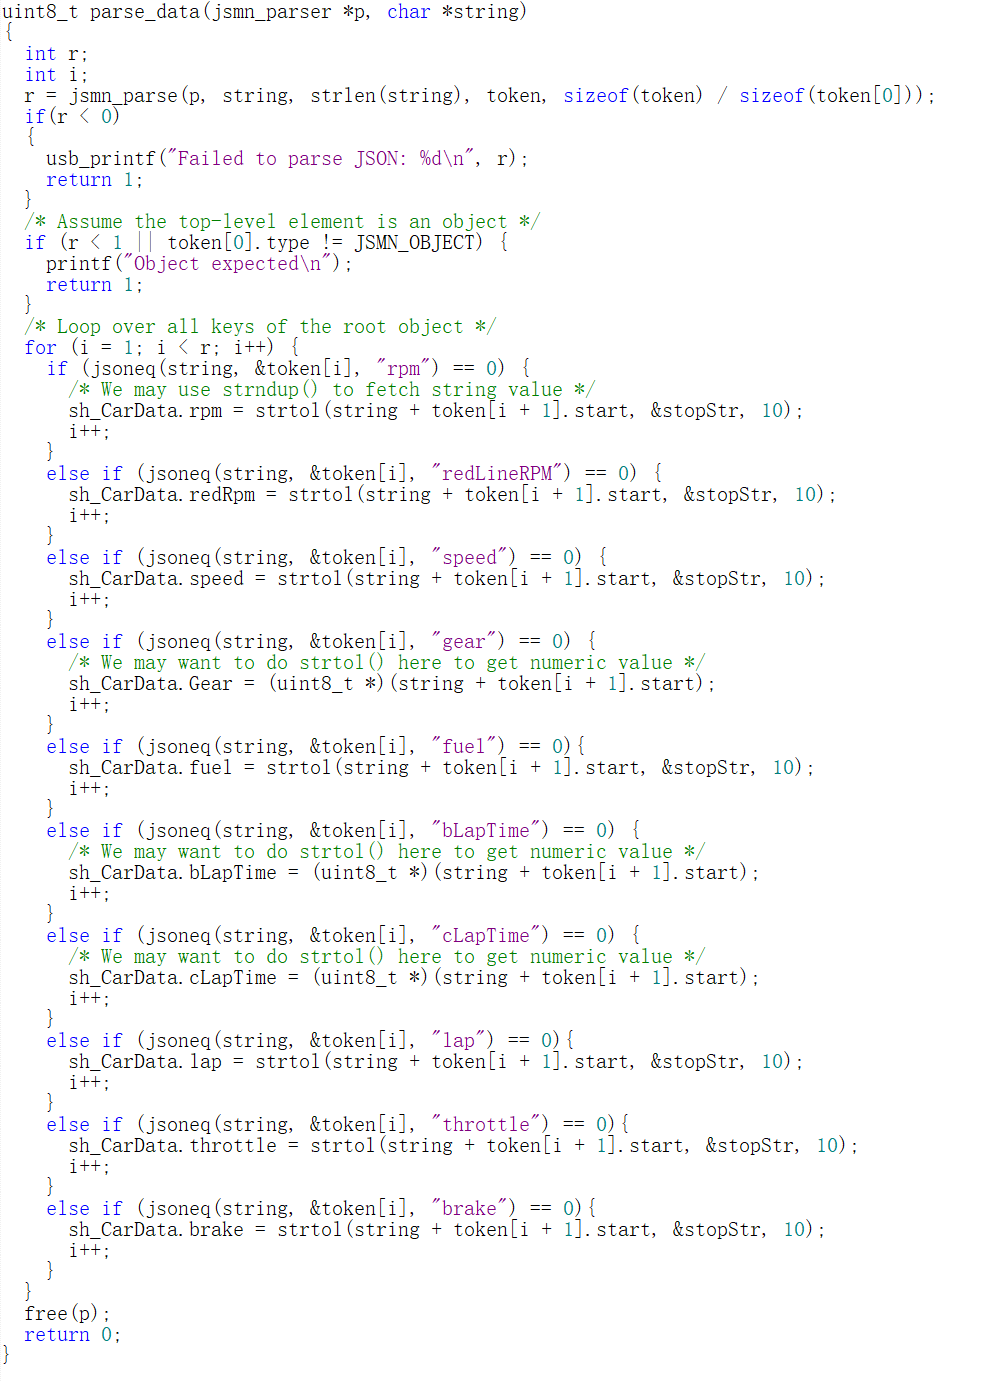 uint8_t parse_data(jsmn_parser *p, char *string)
{
  int r;
  int i;
  r = jsmn_parse(p, string, strlen(string), token, sizeof(token) / sizeof(token[0]));
  if(r < 0)
  {
    usb_printf("Failed to parse JSON: %d\n", r);
    return 1;
  }
  /* Assume the top-level element is an object */
  if (r < 1 || token[0].type != JSMN_OBJECT) {
    printf("Object expected\n");
    return 1;
  }
  /* Loop over all keys of the root object */
  for (i = 1; i < r; i++) {
    if (jsoneq(string, &token[i], "rpm") == 0) {
      /* We may use strndup() to fetch string value */
      sh_CarData.rpm = strtol(string + token[i + 1].start, &stopStr, 10);
      i++;
    }
    else if (jsoneq(string, &token[i], "redLineRPM") == 0) {
      sh_CarData.redRpm = strtol(string + token[i + 1].start, &stopStr, 10);
      i++;
    }
    else if (jsoneq(string, &token[i], "speed") == 0) {
      sh_CarData.speed = strtol(string + token[i + 1].start, &stopStr, 10);
      i++;
    }
    else if (jsoneq(string, &token[i], "gear") == 0) {
      /* We may want to do strtol() here to get numeric value */
      sh_CarData.Gear = (uint8_t *)(string + token[i + 1].start);
      i++;
    }
    else if (jsoneq(string, &token[i], "fuel") == 0){
      sh_CarData.fuel = strtol(string + token[i + 1].start, &stopStr, 10);
      i++;
    }
    else if (jsoneq(string, &token[i], "bLapTime") == 0) {
      /* We may want to do strtol() here to get numeric value */
      sh_CarData.bLapTime = (uint8_t *)(string + token[i + 1].start);
      i++;
    }
    else if (jsoneq(string, &token[i], "cLapTime") == 0) {
      /* We may want to do strtol() here to get numeric value */
      sh_CarData.cLapTime = (uint8_t *)(string + token[i + 1].start);
      i++;
    }
    else if (jsoneq(string, &token[i], "lap") == 0){
      sh_CarData.lap = strtol(string + token[i + 1].start, &stopStr, 10);
      i++;
    }
    else if (jsoneq(string, &token[i], "throttle") == 0){
      sh_CarData.throttle = strtol(string + token[i + 1].start, &stopStr, 10);
      i++;
    }
    else if (jsoneq(string, &token[i], "brake") == 0){
      sh_CarData.brake = strtol(string + token[i + 1].start, &stopStr, 10);
      i++;
    }
  }
  free(p);
  return 0;
}